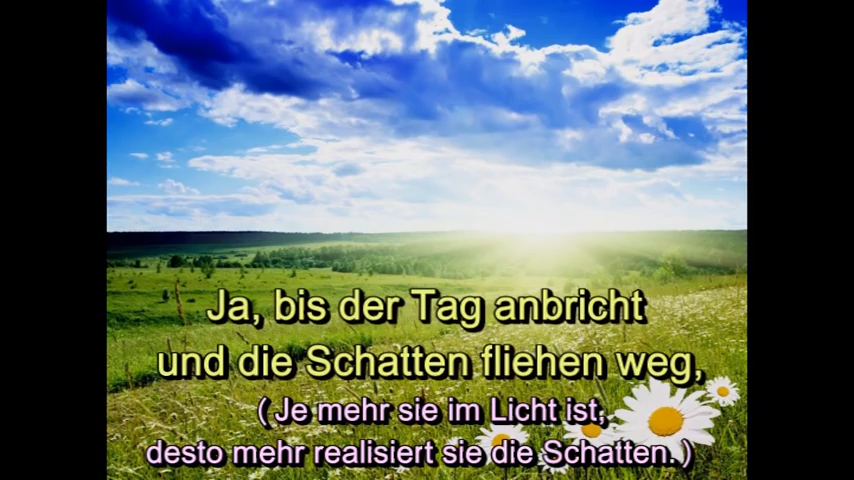 Ja, bis der Tag anbricht
und die Schatten fliehen weg,
(Je mehr sie im Licht ist,
desto mehr realisiert sie die Schatten.)